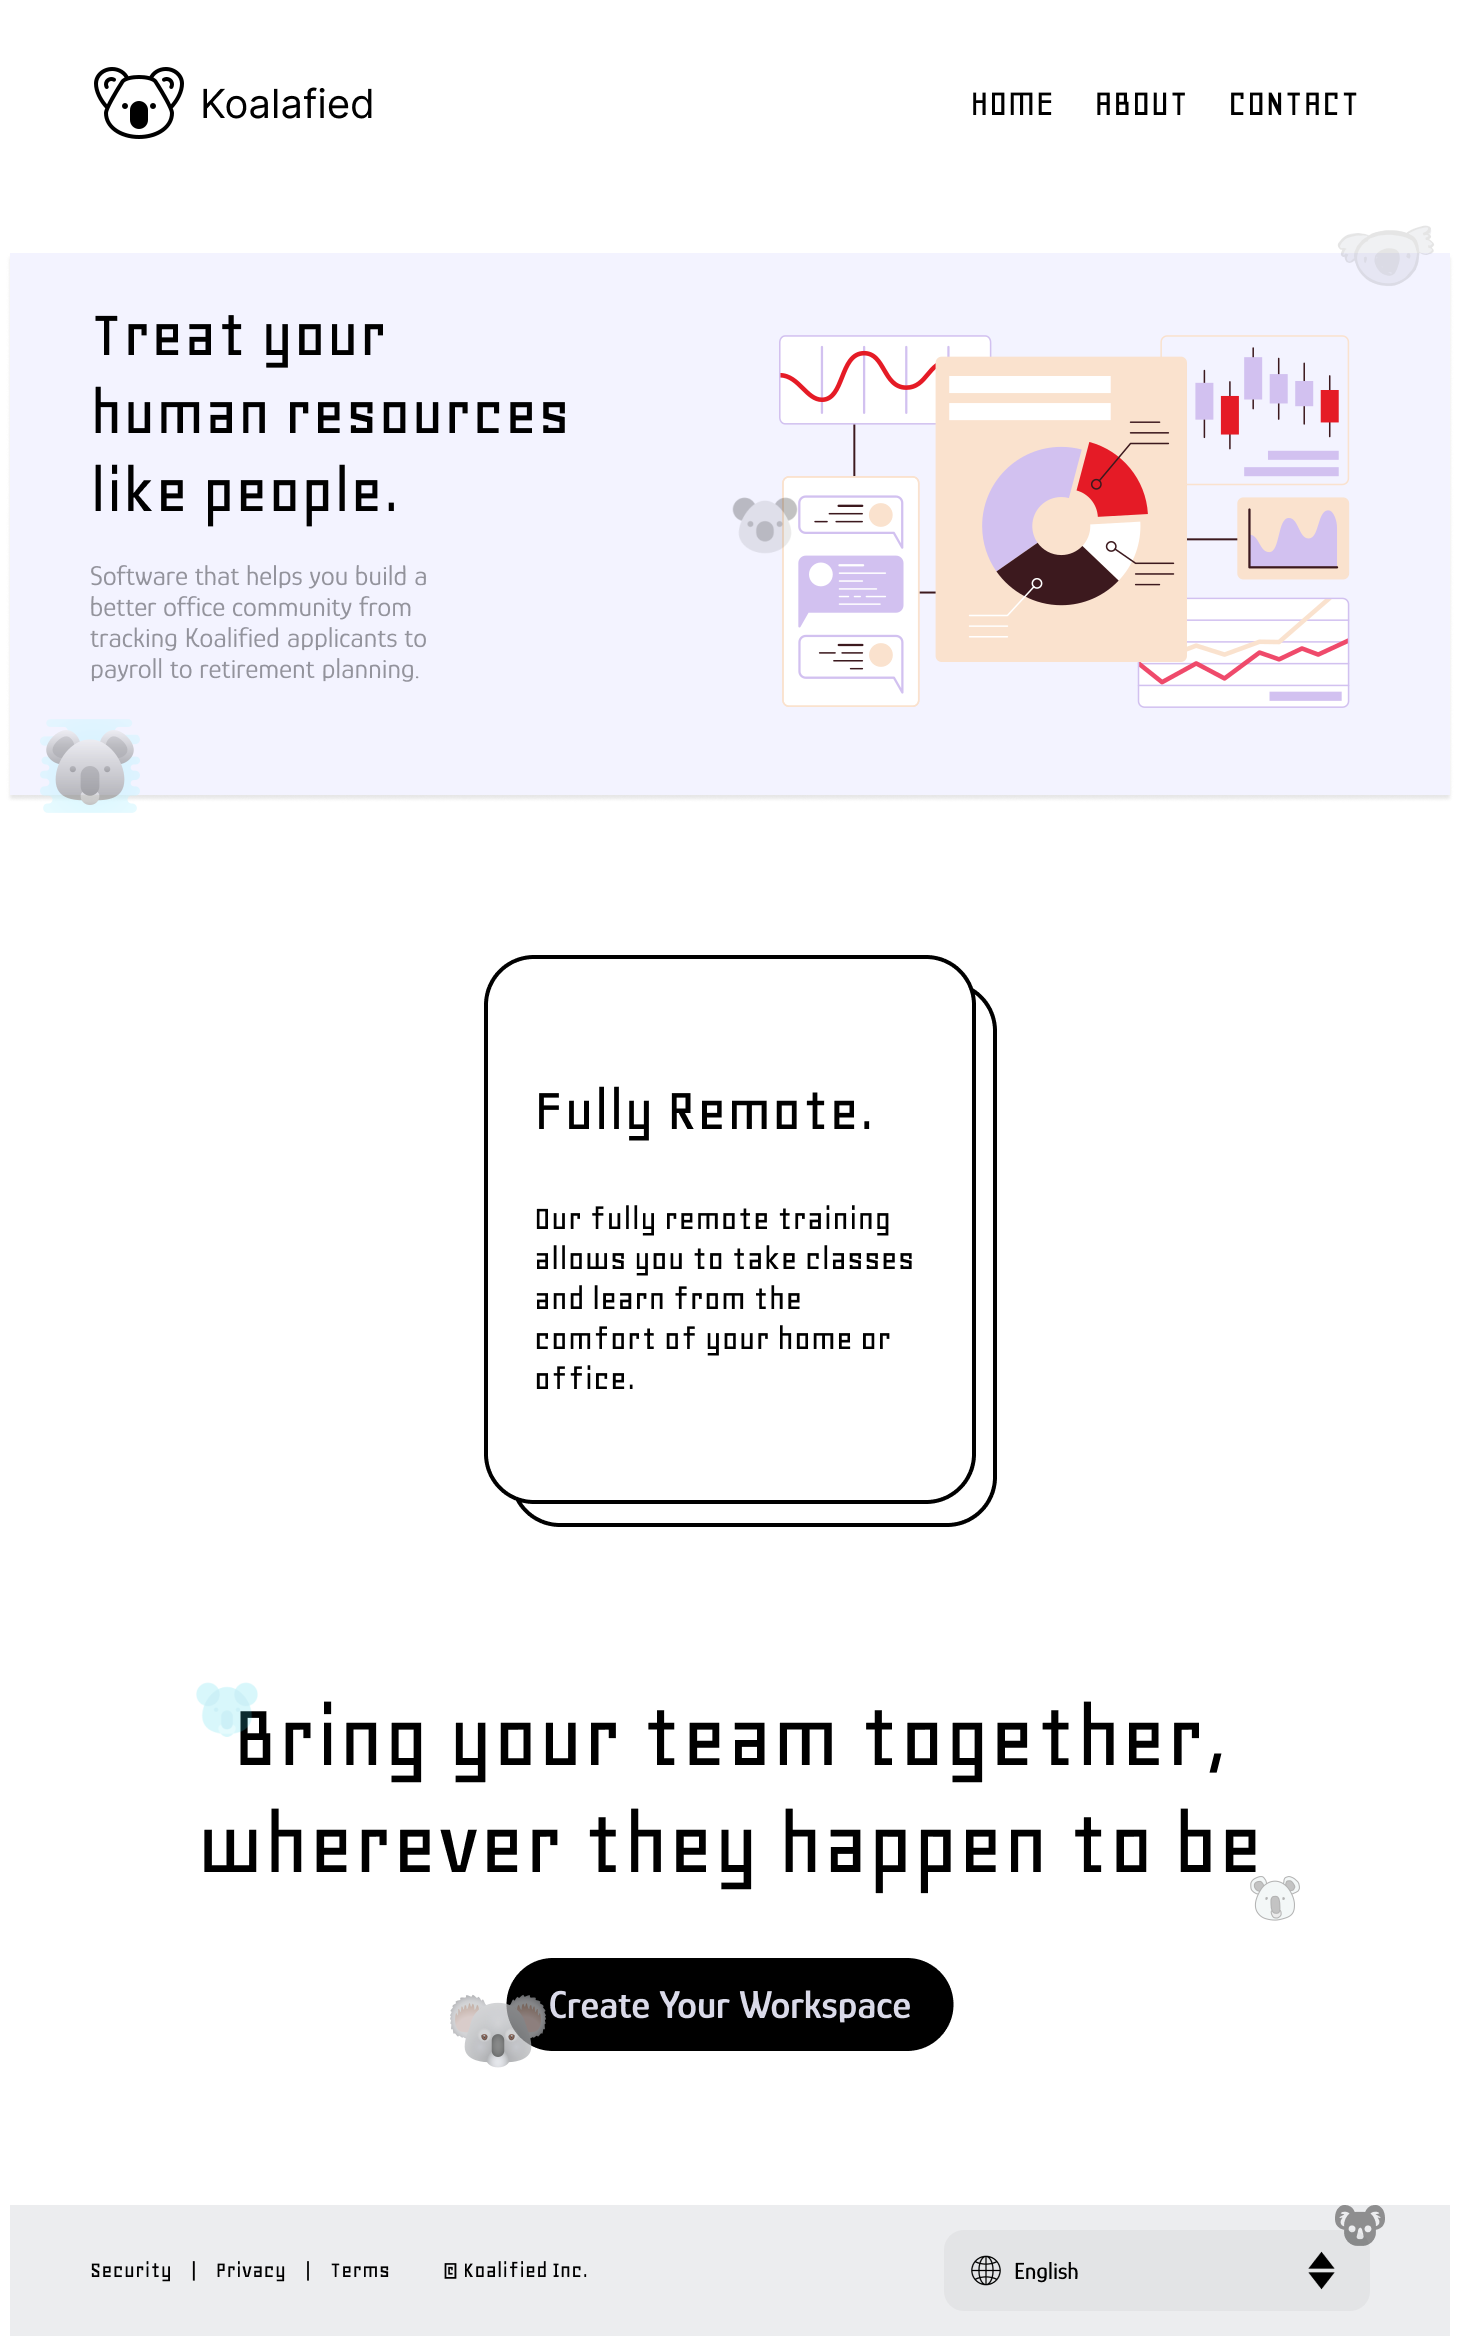 Koalafied
HOME ABOUT CONTACT
Treat your
human resources
like people.
Software that helps you build a
better office community from
tracking Koalified applicants to
payroll to retirement planning.
Fully Remote.
Our fully remote training
allows you to take classes
and learn from the
comfort of your home or
office.
Bring your team together,
wherever they happen to be
Create Your Workspace
Security | Privacy | Terms © Koalified Inc.
English